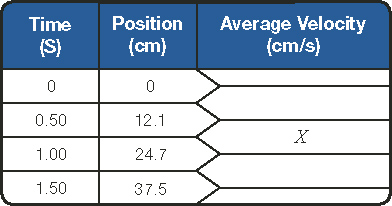 Time (S) Position (cm) Average Velocity (cm/s)
0 0
0.50 12.1
X
1.00 24.7
1.50 37.5